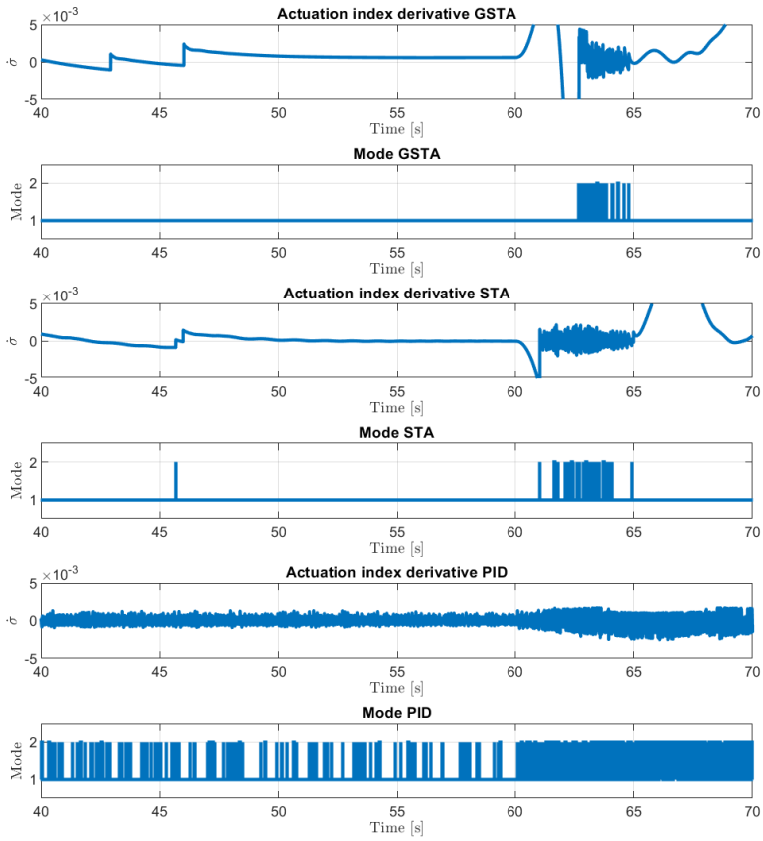 Actuation index derivative GSTA
×10⁻³
5
0
-5
σ̇
40 45 50 55 60 65 70
Time [s]
Mode GSTA
2
1
Mode
40 45 50 55 60 65 70
Time [s]
Actuation index derivative STA
×10⁻³
5
0
-5
σ̇
40 45 50 55 60 65 70
Time [s]
Mode STA
2
1
Mode
40 45 50 55 60 65 70
Time [s]
Actuation index derivative PID
×10⁻³
5
0
-5
σ̇
40 45 50 55 60 65 70
Time [s]
Mode PID
2
1
Mode
40 45 50 55 60 65 70
Time [s]